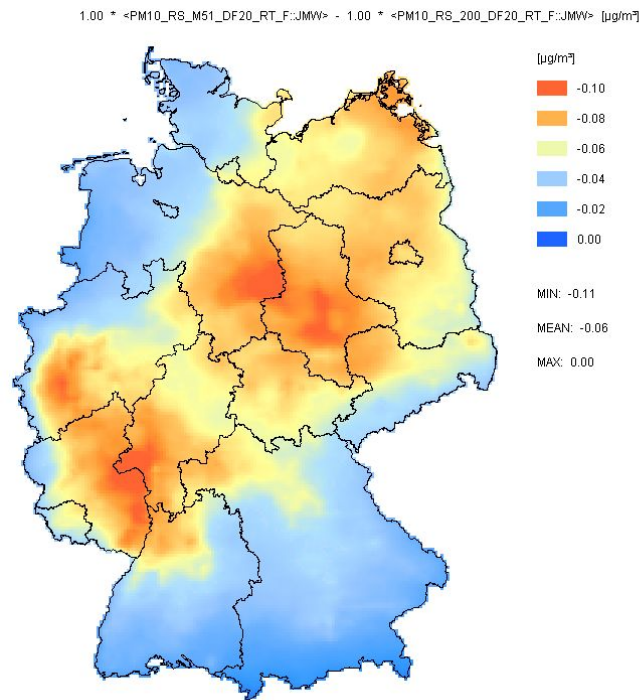 1.00 * <PM10_RS_M51_DF20_RT_F::JMW> - 1.00 * <PM10_RS_200_DF20_RT_F::JMW> [µg/m³]
[µg/m³]
-0.10
-0.08
-0.06
-0.04
-0.02
0.00
MIN: -0.11
MEAN: -0.06
MAX: 0.00